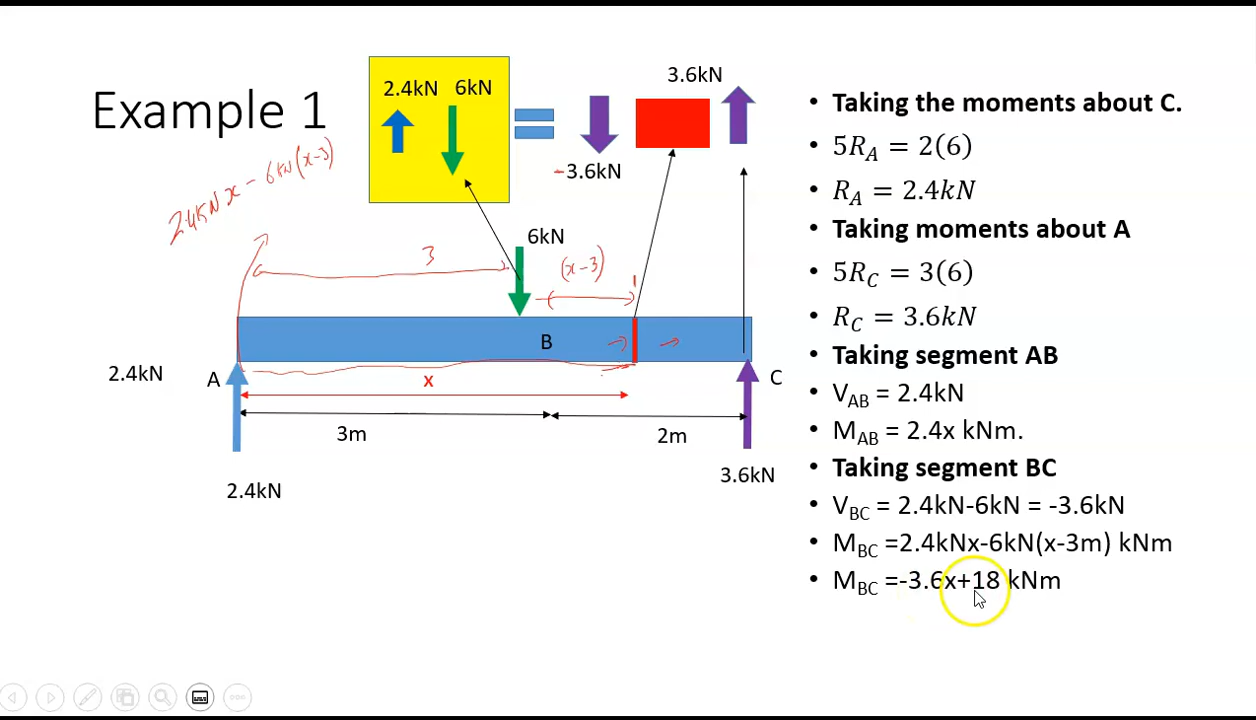 Example 1
2.4kN 6kN
-3.6kN
3.6kN
2.4kN x - 6kN(x-3)
3
6kN
(x-3)
B
2.4kN
A
x
C
3m
2m
2.4kN
3.6kN
• Taking the moments about C.
• 5R_A = 2(6)
• R_A = 2.4kN
• Taking moments about A
• 5R_C = 3(6)
• R_C = 3.6kN
• Taking segment AB
• V_AB = 2.4kN
• M_AB = 2.4x kNm.
• Taking segment BC
• V_BC = 2.4kN-6kN = -3.6kN
• M_BC =2.4kNx-6kN(x-3m) kNm
• M_BC =-3.6x+18 kNm